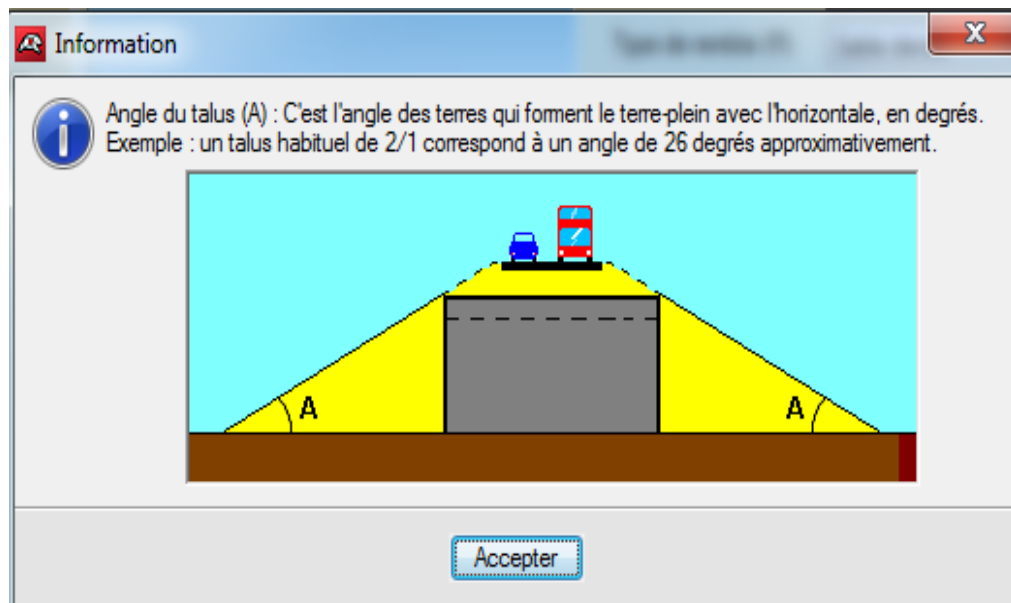 Information
Angle du talus (A) : C'est l'angle des terres qui forment le terre-plein avec l'horizontale, en degrés.
Exemple : un talus habituel de 2/1 correspond à un angle de 26 degrés approximativement.
A
A
Accepter